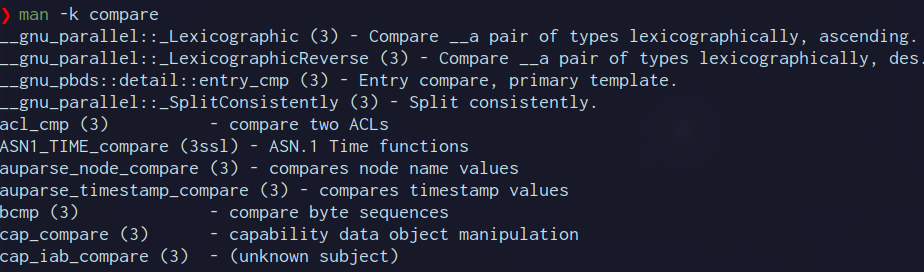 ❯ man -k compare
__gnu_parallel::_Lexicographic (3) - Compare __a pair of types lexicographically, ascending.
__gnu_parallel::_LexicographicReverse (3) - Compare __a pair of types lexicographically, des.
__gnu_pbds::detail::entry_cmp (3) - Entry compare, primary template.
__gnu_parallel::_SplitConsistently (3) - Split consistently.
acl_cmp (3)          - compare two ACLs
ASN1_TIME_compare (3ssl) - ASN.1 Time functions
auparse_node_compare (3) - compares node name values
auparse_timestamp_compare (3) - compares timestamp values
bcmp (3)             - compare byte sequences
cap_compare (3)      - capability data object manipulation
cap_iab_compare (3)  - (unknown subject)